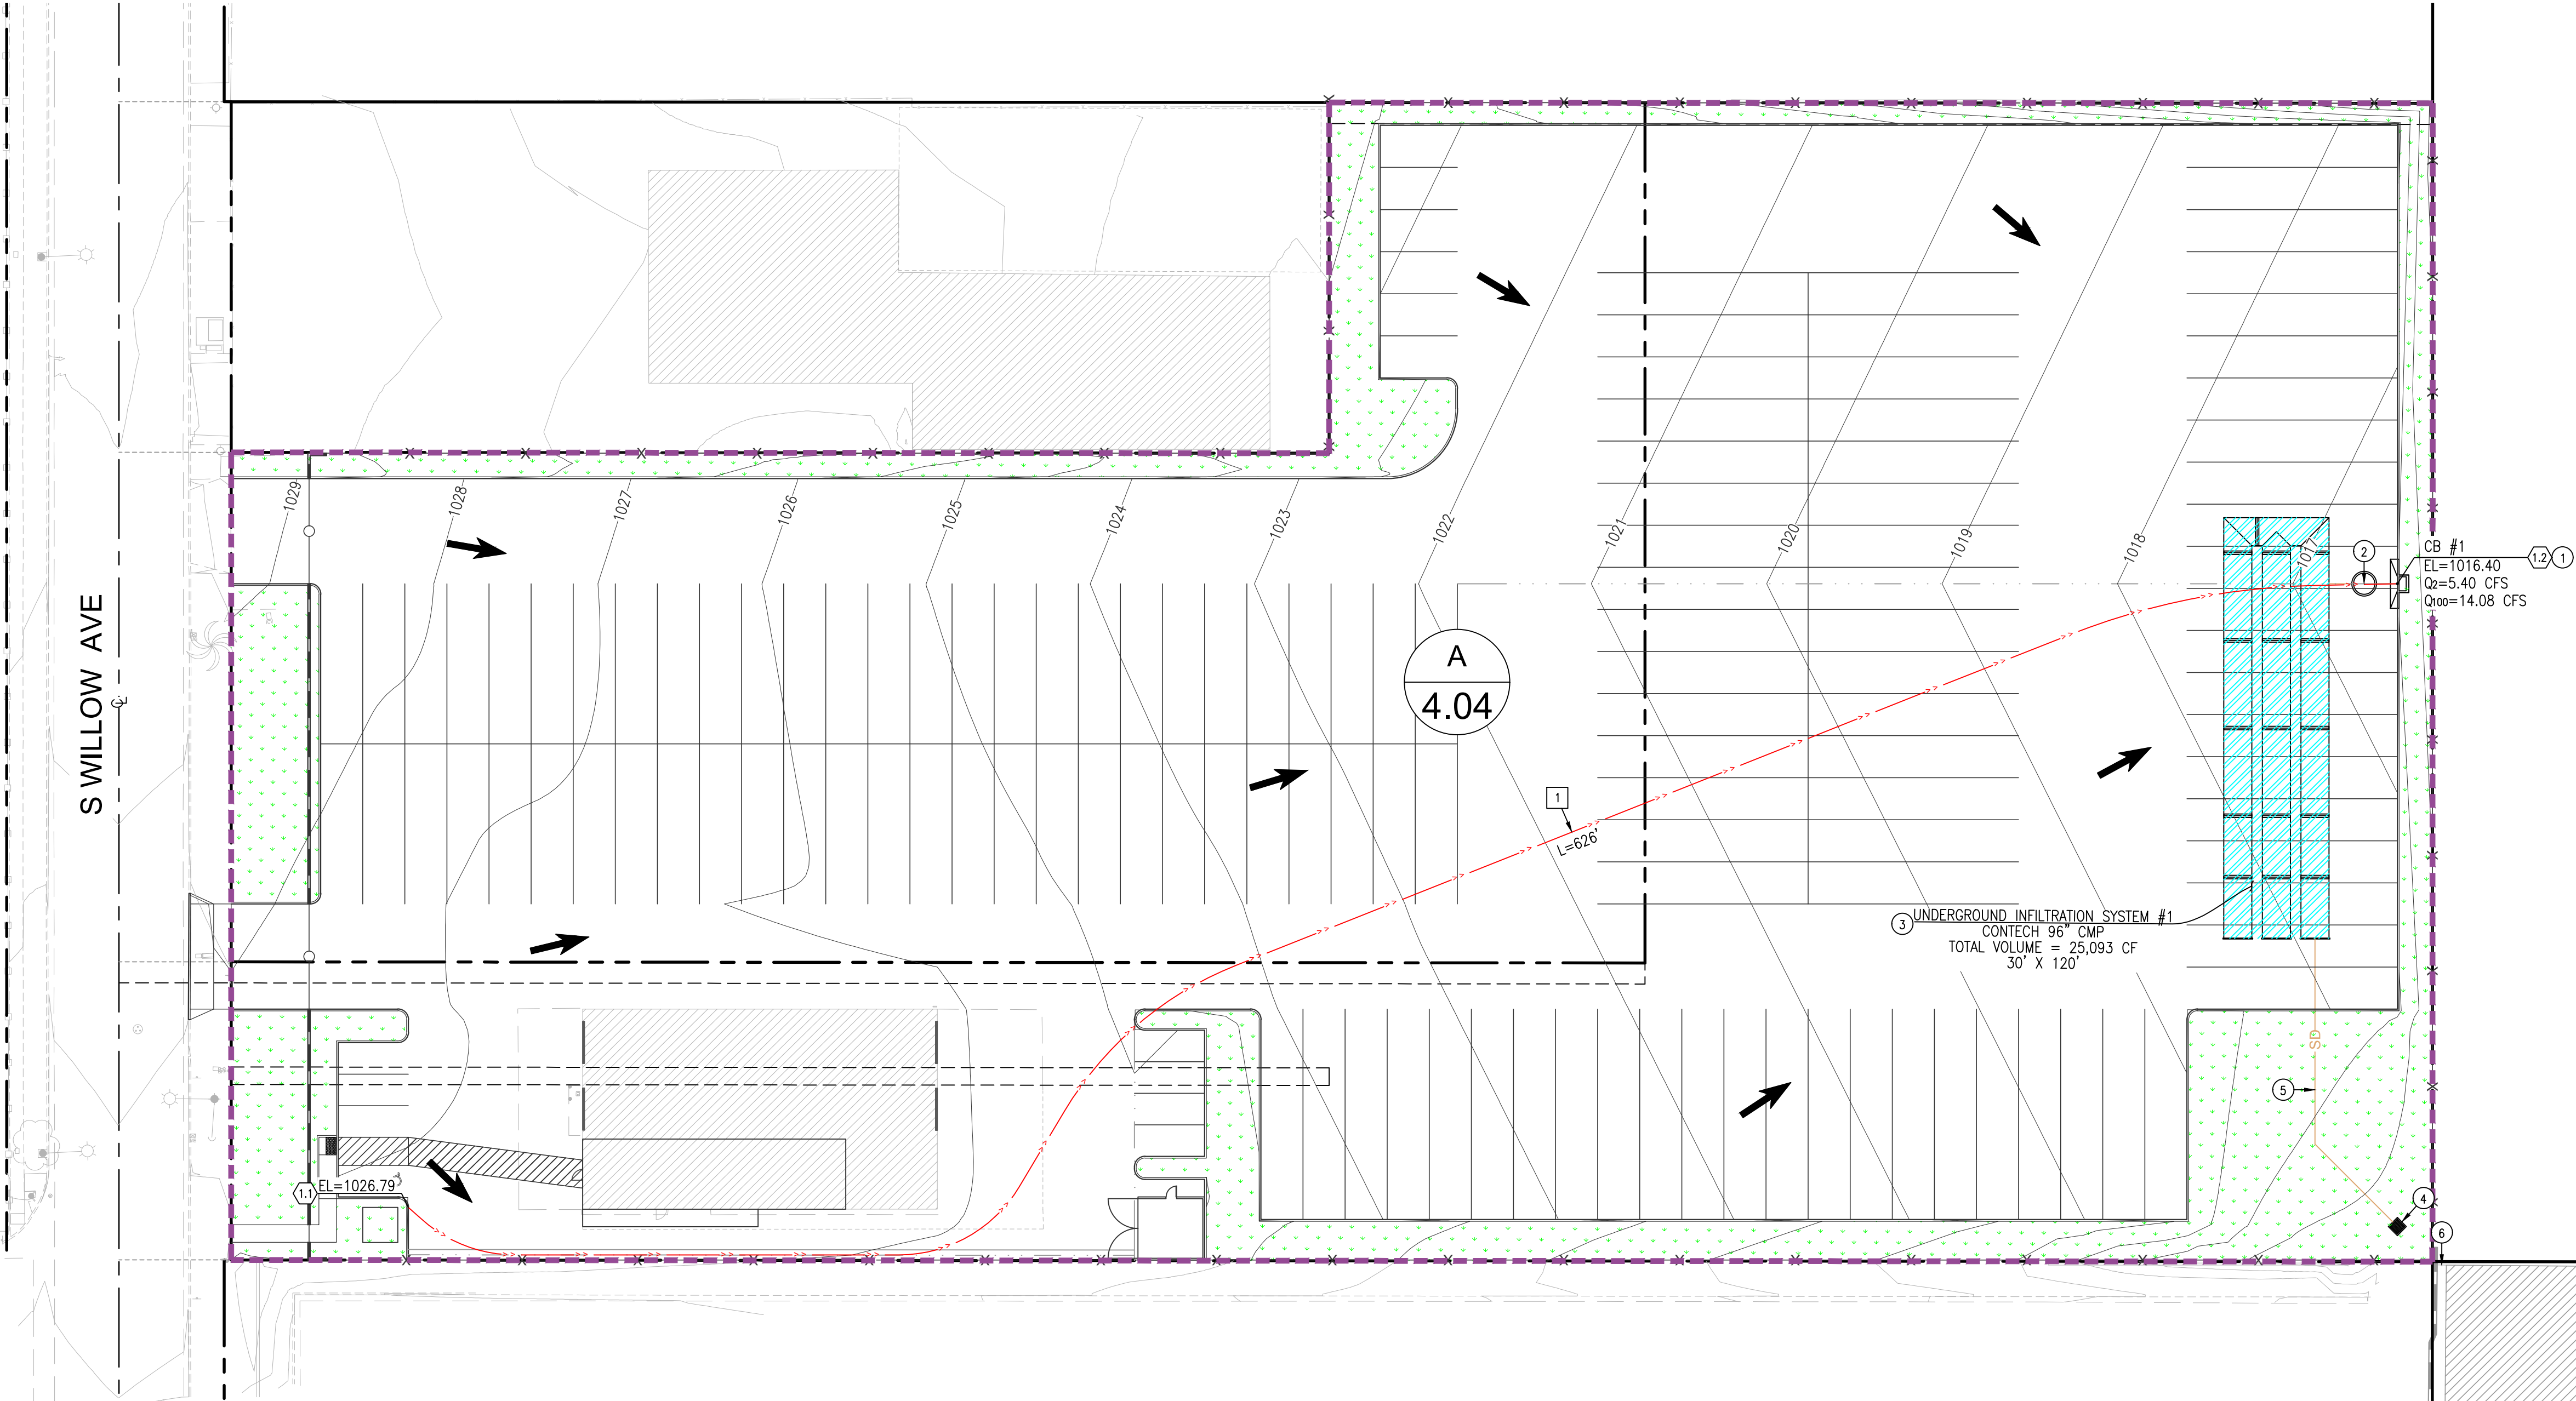 S WILLOW AVE
1029
1028
1027
1026
1025
1024
1023
1022
1021
1020
1019
1018
1017
2
CB #1
EL=1016.40
Q2=5.40 CFS
Q100=14.08 CFS
1.2
1
A
4.04
1
L=626'
3
UNDERGROUND INFILTRATION SYSTEM #1
CONTECH 96" CMP
TOTAL VOLUME = 25,093 CF
30' X 120'
SD
5
1.1
EL=1026.79
4
6